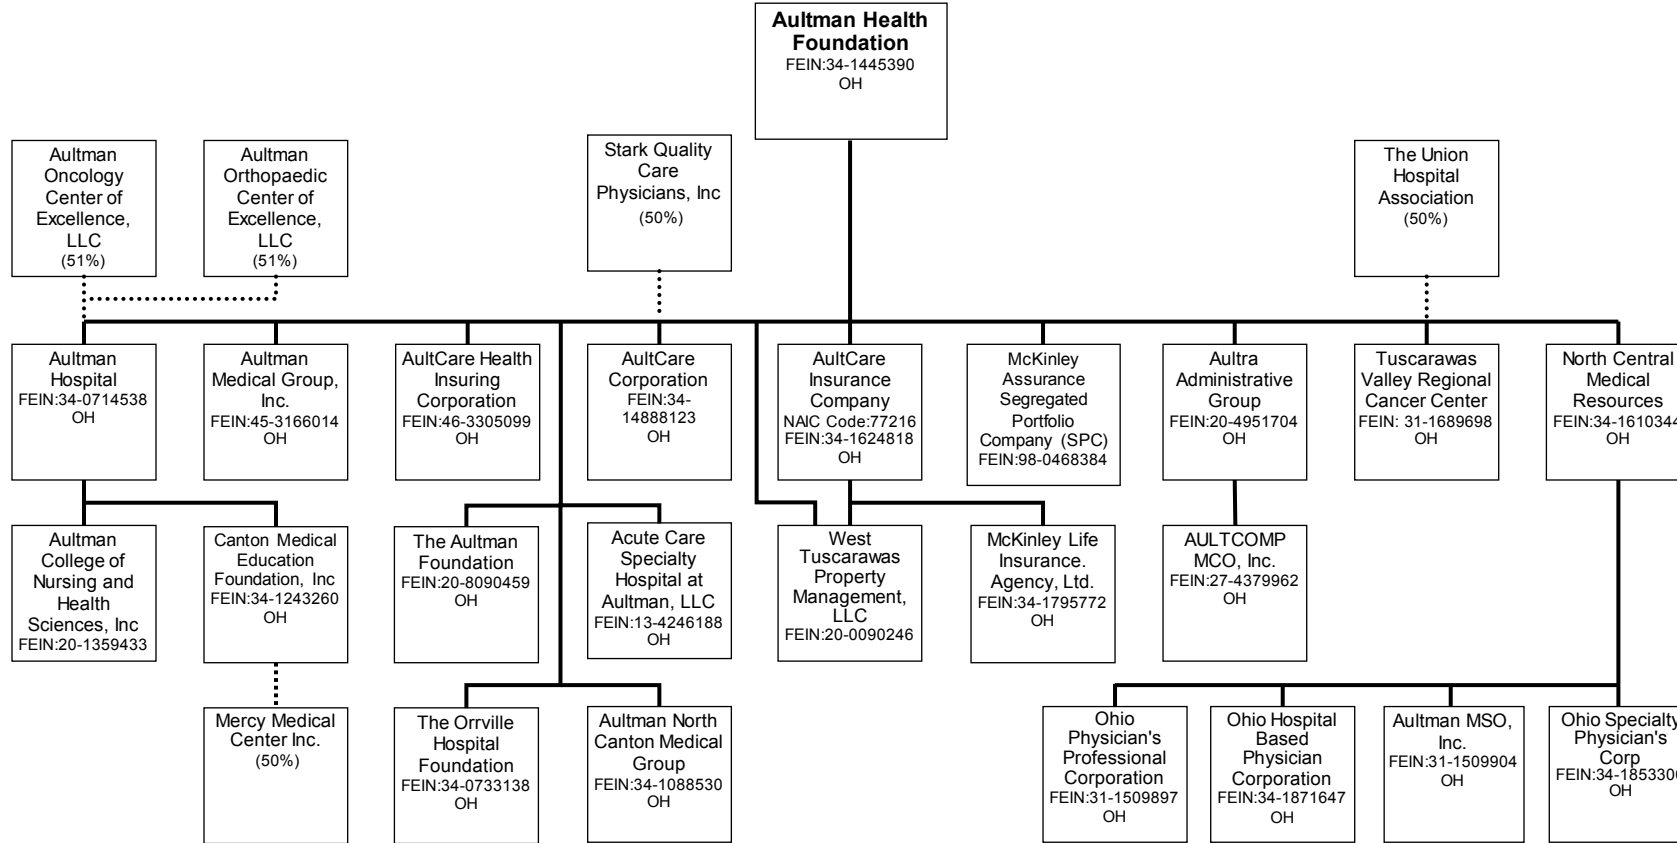 Aultman Health
Foundation
FEIN:34-1445390
OH
Aultman
Oncology
Center of
Excellence,
LLC
(51%)
Aultman
Orthopaedic
Center of
Excellence,
LLC
(51%)
Stark Quality
Care
Physicians, Inc
(50%)
The Union
Hospital
Association
(50%)
Aultman
Hospital
FEIN:34-0714538
OH
Aultman
Medical Group,
Inc.
FEIN:45-3166014
OH
AultCare Health
Insuring
Corporation
FEIN:46-3305099
OH
AultCare
Corporation
FEIN:34-
14888123
OH
AultCare
Insurance
Company
NAIC Code:77216
FEIN:34-1624818
OH
McKinley
Assurance
Segregated
Portfolio
Company (SPC)
FEIN:98-0468384
Aultra
Administrative
Group
FEIN:20-4951704
OH
Tuscarawas
Valley Regional
Cancer Center
FEIN: 31-1689698
OH
North Central
Medical
Resources
FEIN:34-1610344
OH
Aultman
College of
Nursing and
Health
Sciences, Inc
FEIN:20-1359433
Canton Medical
Education
Foundation, Inc
FEIN:34-1243260
OH
The Aultman
Foundation
FEIN:20-8090459
OH
Acute Care
Specialty
Hospital at
Aultman, LLC
FEIN:13-4246188
OH
West
Tuscarawas
Property
Management,
LLC
FEIN:20-0090246
McKinley Life
Insurance.
Agency, Ltd.
FEIN:34-1795772
OH
AULTCOMP
MCO, Inc.
FEIN:27-4379962
OH
Mercy Medical
Center Inc.
(50%)
The Orrville
Hospital
Foundation
FEIN:34-0733138
OH
Aultman North
Canton Medical
Group
FEIN:34-1088530
OH
Ohio
Physician's
Professional
Corporation
FEIN:31-1509897
OH
Ohio Hospital
Based
Physician
Corporation
FEIN:34-1871647
OH
Aultman MSO,
Inc.
FEIN:31-1509904
OH
Ohio Specialty
Physician's
Corp
OH